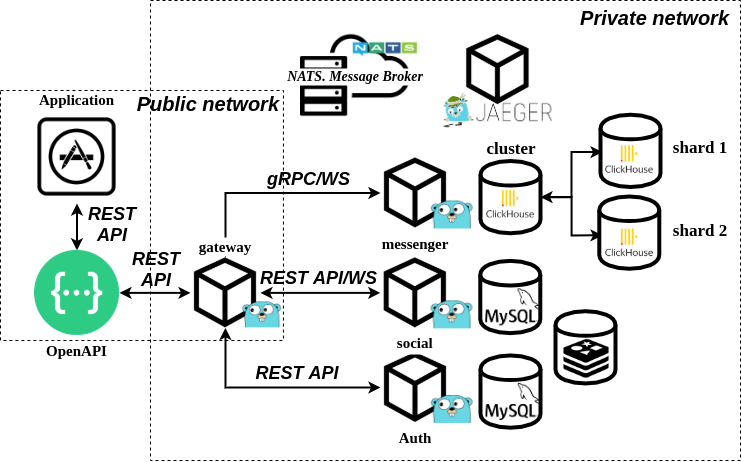 Private network
NATS
NATS. Message Broker
JAEGER
Application
Public network
cluster
ClickHouse
ClickHouse
shard 1
ClickHouse
shard 2
gRPC/WS
REST
API
REST
API
gateway
messenger
REST API/WS
{...}
OpenAPI
MySQL
social
REST API
MySQL
Auth